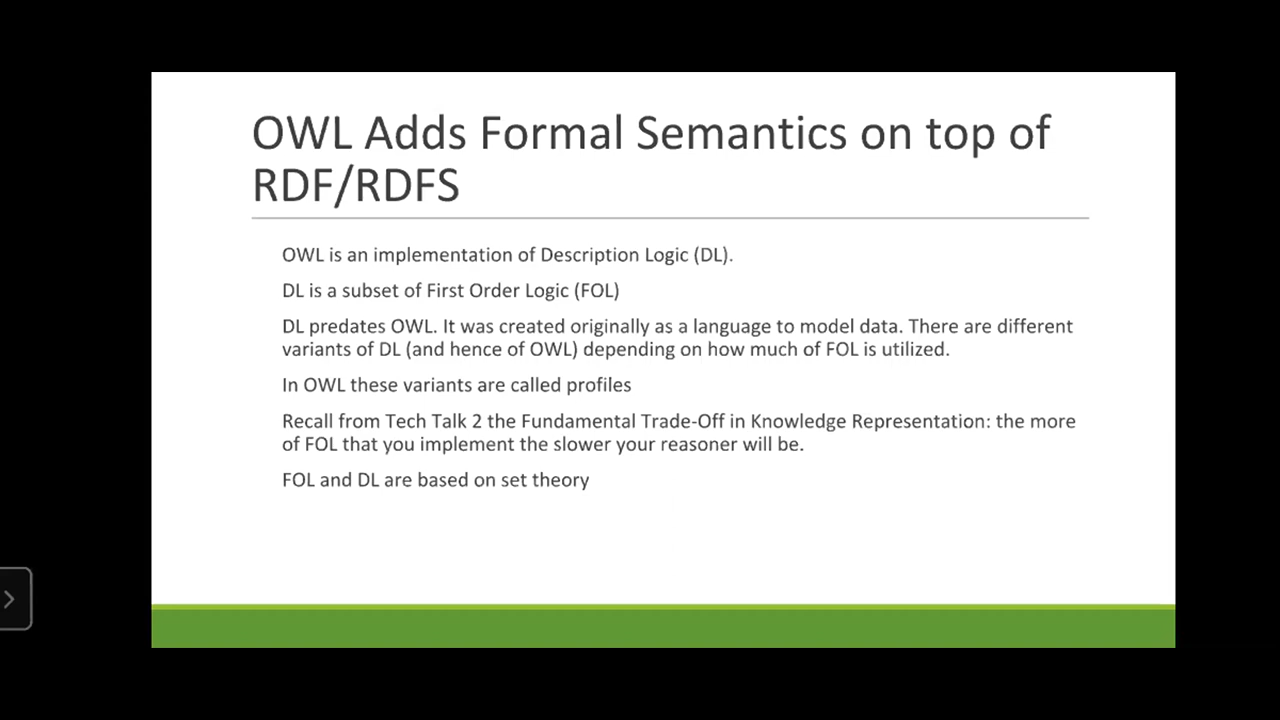 OWL Adds Formal Semantics on top of
RDF/RDFS
OWL is an implementation of Description Logic (DL).
DL is a subset of First Order Logic (FOL)
DL predates OWL. It was created originally as a language to model data. There are different
variants of DL (and hence of OWL) depending on how much of FOL is utilized.
In OWL these variants are called profiles
Recall from Tech Talk 2 the Fundamental Trade-Off in Knowledge Representation: the more
of FOL that you implement the slower your reasoner will be.
FOL and DL are based on set theory